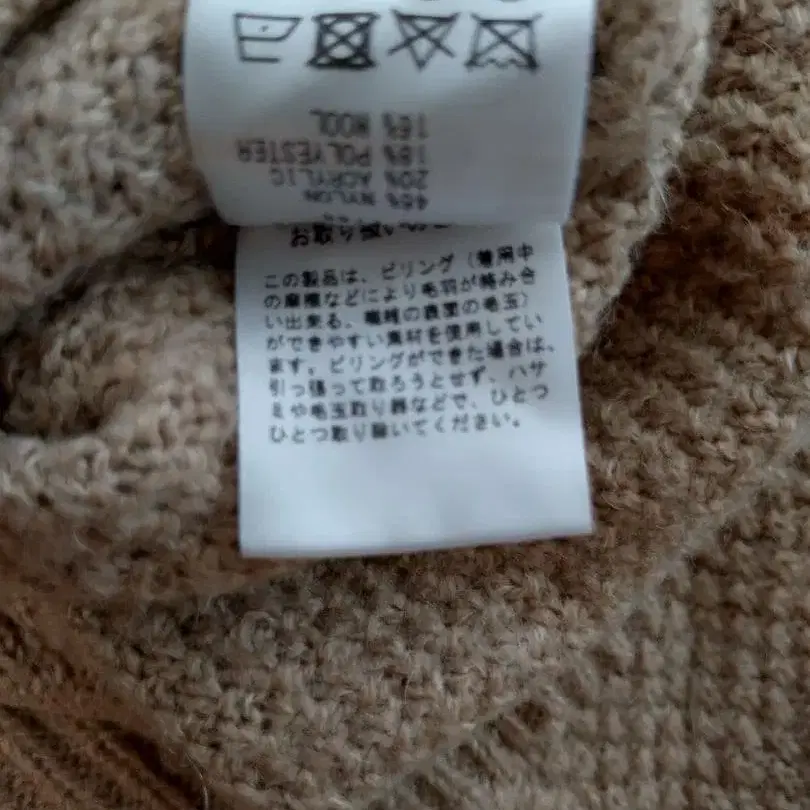 46% NYLON
20% ACRYLIC
18% POLYESTER
16% WOOL
お取り扱い
この製品は、ピリング（着用中
の摩擦などにより毛羽が絡み合
い出来る、繊維の表面の毛玉）
ができやすい素材を使用してい
ます。ピリングができた場合は、
引っ張って取ろうとせず、ハサ
ミや毛玉取り器などで、ひとつ
ひとつ取り除いてください。